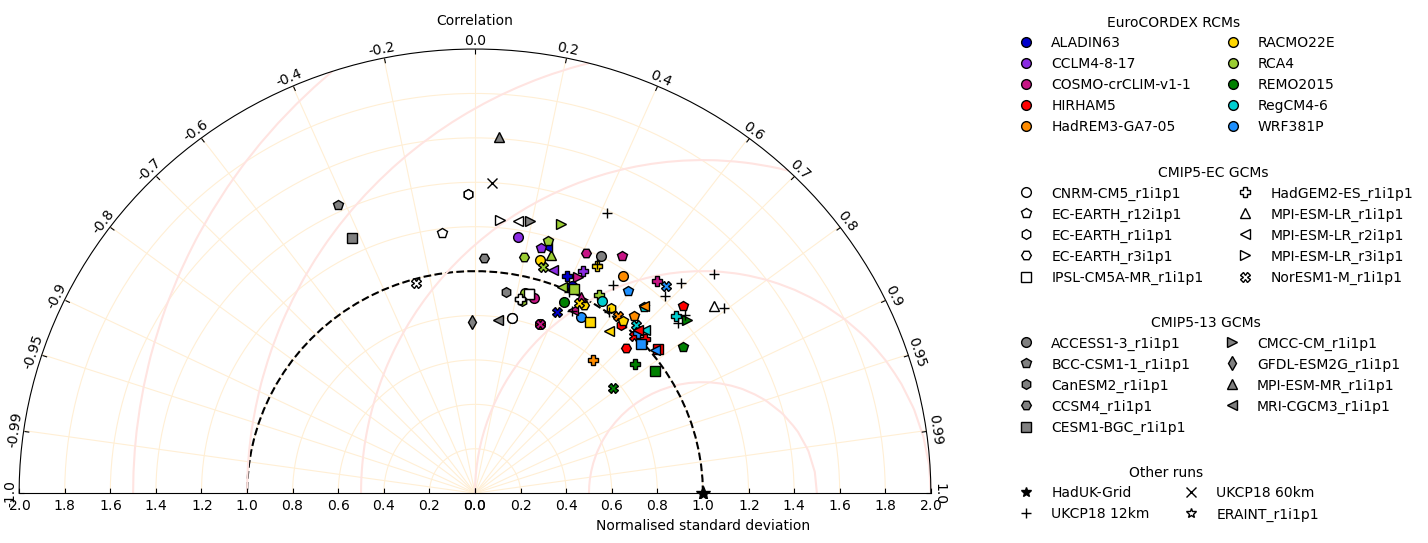 Correlation
0.0
-0.2 0.2
-0.4 0.4
-0.6 0.6
-0.7 0.7
-0.8 0.8
-0.9 0.9
-0.95 0.95
-0.99 0.99
-1.0 1.0
2.0 1.8 1.6 1.4 1.2 1.0 0.8 0.6 0.4 0.2 0.0 0.2 0.4 0.6 0.8 1.0 1.2 1.4 1.6 1.8 2.0
Normalised standard deviation
EuroCORDEX RCMs
ALADIN63
CCLM4-8-17
COSMO-crCLIM-v1-1
HIRHAM5
HadREM3-GA7-05
RACMO22E
RCA4
REMO2015
RegCM4-6
WRF381P
CMIP5-EC GCMs
CNRM-CM5_r1i1p1
EC-EARTH_r12i1p1
EC-EARTH_r1i1p1
EC-EARTH_r3i1p1
IPSL-CM5A-MR_r1i1p1
HadGEM2-ES_r1i1p1
MPI-ESM-LR_r1i1p1
MPI-ESM-LR_r2i1p1
MPI-ESM-LR_r3i1p1
NorESM1-M_r1i1p1
CMIP5-13 GCMs
ACCESS1-3_r1i1p1
BCC-CSM1-1_r1i1p1
CanESM2_r1i1p1
CCSM4_r1i1p1
CESM1-BGC_r1i1p1
CMCC-CM_r1i1p1
GFDL-ESM2G_r1i1p1
MPI-ESM-MR_r1i1p1
MRI-CGCM3_r1i1p1
Other runs
HadUK-Grid
UKCP18 12km
UKCP18 60km
ERAINT_r1i1p1